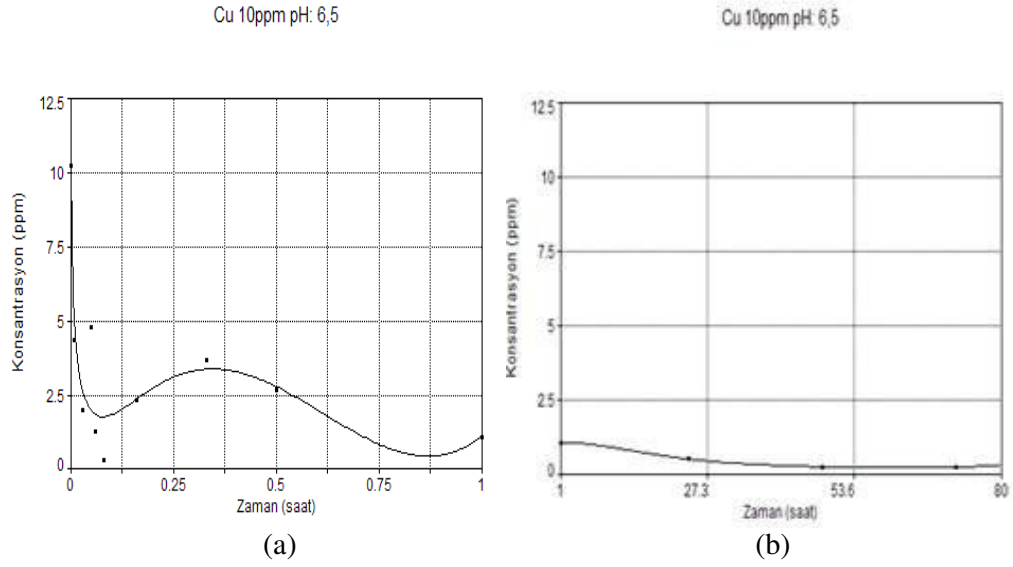 Cu 10ppm pH: 6,5
12.5
10
7.5
5
2.5
0
Konsantrasyon (ppm)
0
0.25
0.5
0.75
1
Zaman (saat)
(a)
Cu 10ppm pH: 6,5
12.5
10
7.5
5
2.5
0
Konsantrasyon (ppm)
1
27.3
53.6
80
Zaman (saat)
(b)